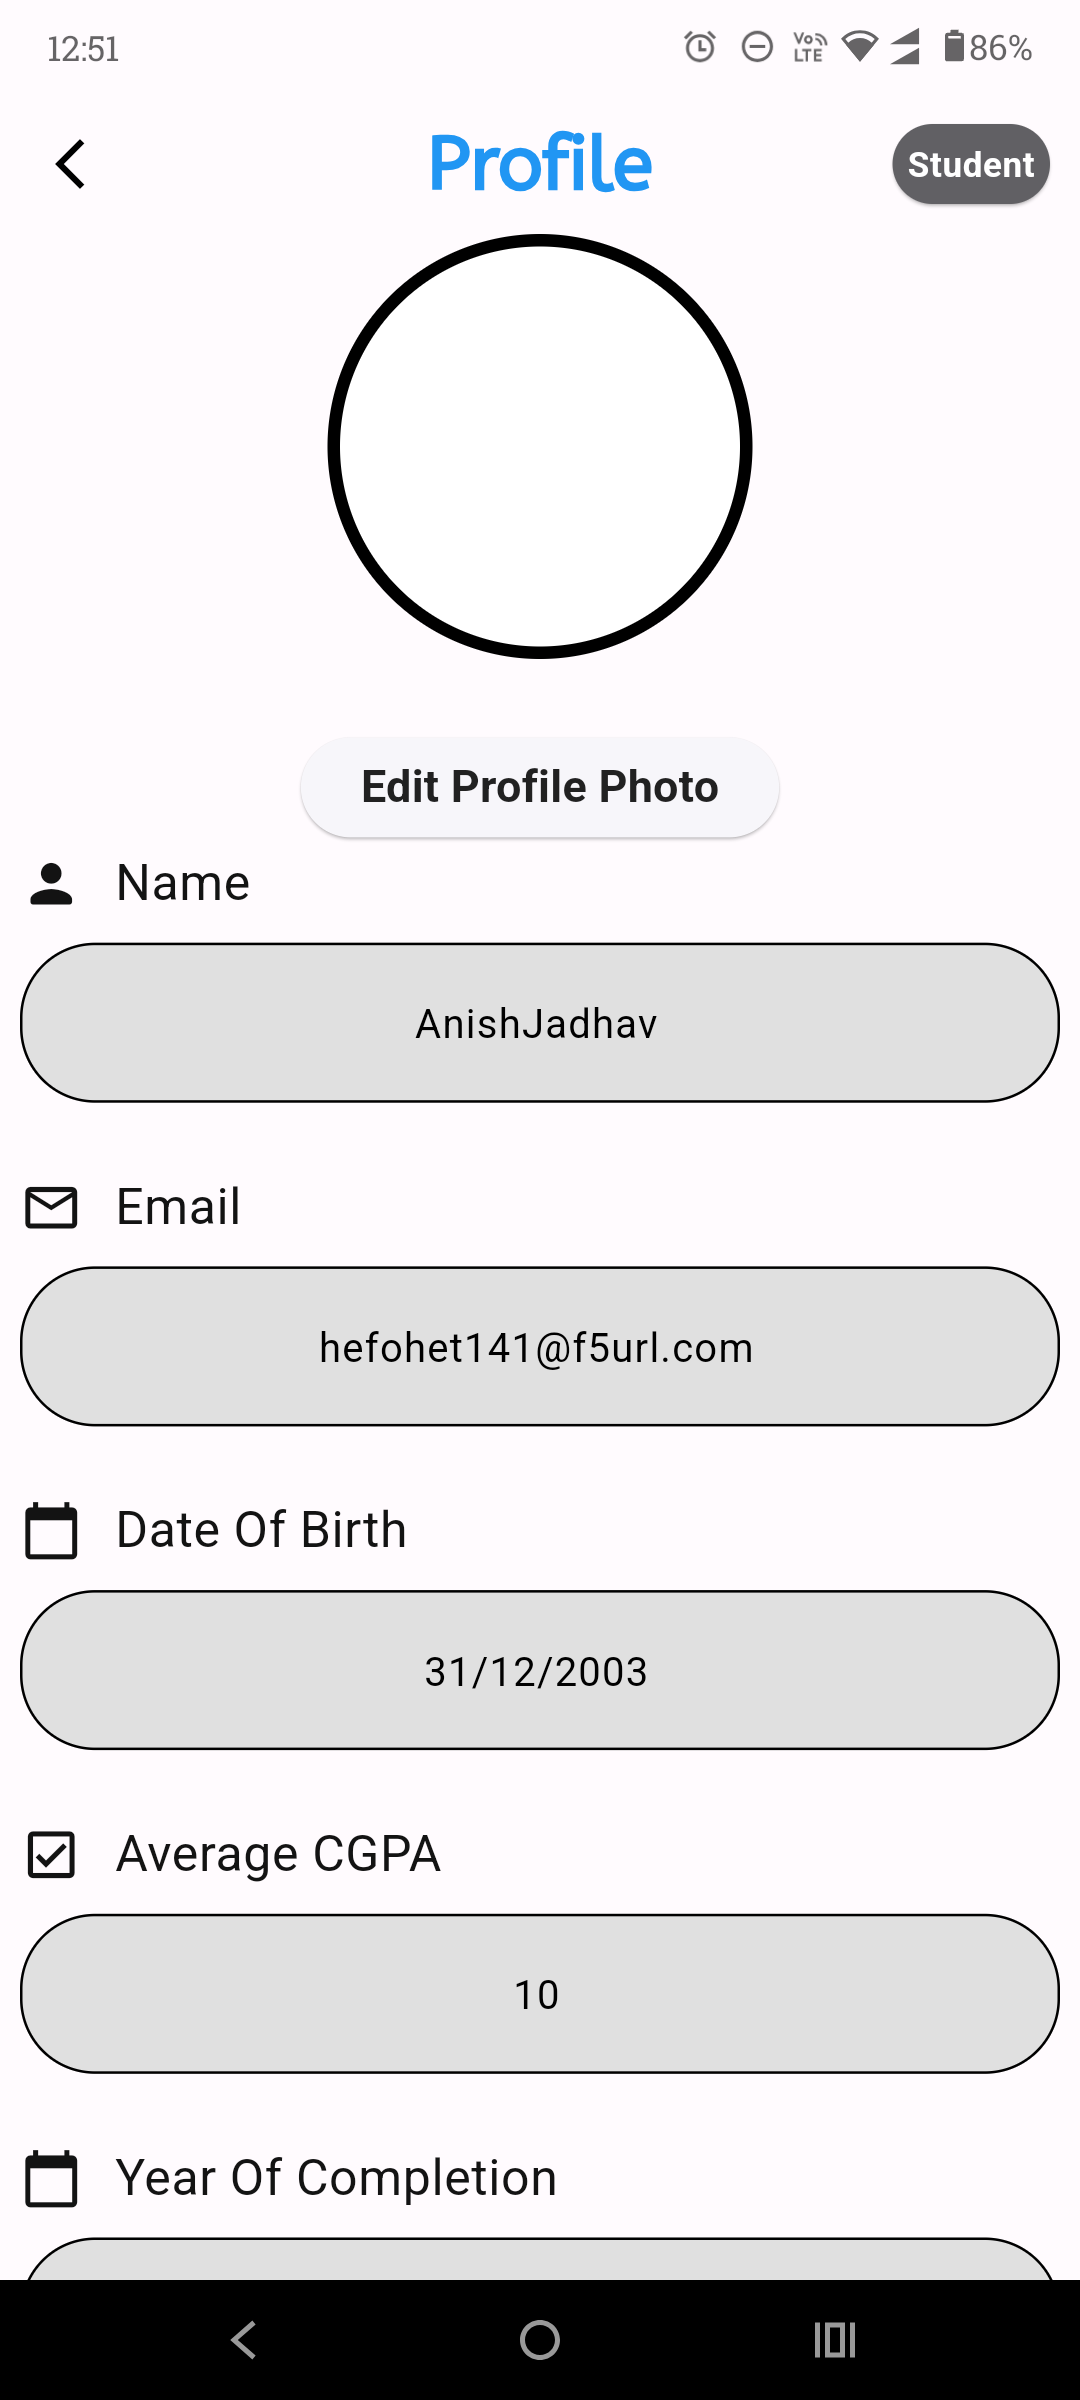 12:51
Vo LTE 86%
Profile
Student
Edit Profile Photo
Name
AnishJadhav
Email
hefohet141@f5url.com
Date Of Birth
31/12/2003
Average CGPA
10
Year Of Completion